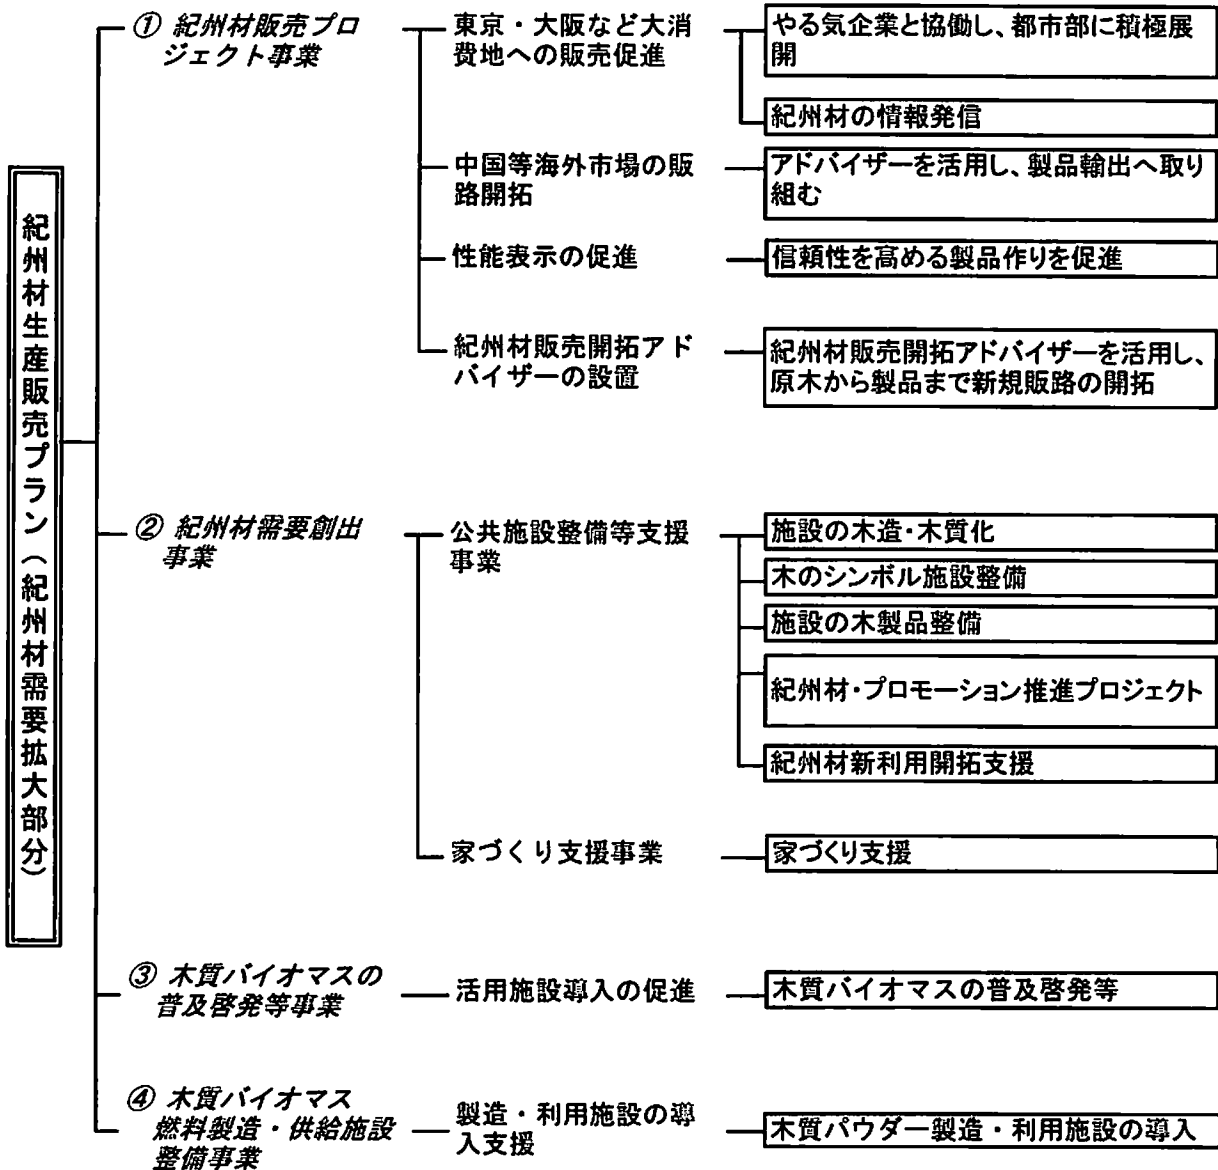 紀州材生産販売プラン（紀州材需要拡大部分）
① 紀州材販売プロ
ジェクト事業
東京・大阪など大消
費地への販売促進
やる気企業と協働し、都市部に積極展
開
紀州材の情報発信
中国等海外市場の販
路開拓
アドバイザーを活用し、製品輸出へ取り
組む
性能表示の促進
信頼性を高める製品作りを促進
紀州材販売開拓アド
バイザーの設置
紀州材販売開拓アドバイザーを活用し、
原木から製品まで新規販路の開拓
② 紀州材需要創出
事業
公共施設整備等支援
事業
施設の木造・木質化
木のシンボル施設整備
施設の木製品整備
紀州材・プロモーション推進プロジェクト
紀州材新利用開拓支援
家づくり支援事業
家づくり支援
③ 木質バイオマスの
普及啓発等事業
活用施設導入の促進
木質バイオマスの普及啓発等
④ 木質バイオマス
燃料製造・供給施設
整備事業
製造・利用施設の導
入支援
木質パウダー製造・利用施設の導入